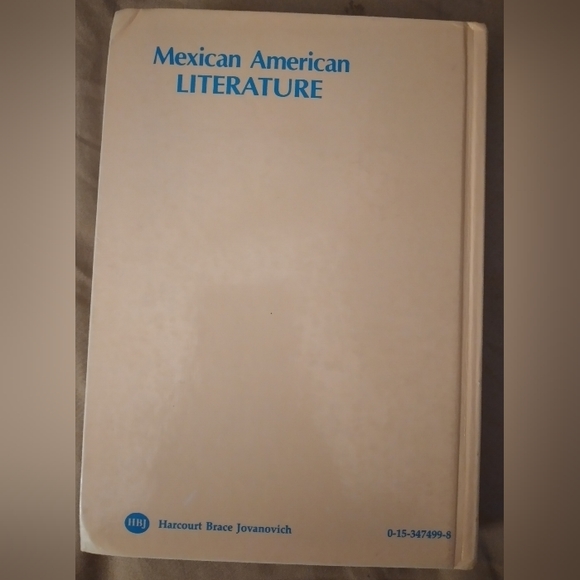 Mexican American
LITERATURE
HBJ Harcourt Brace Jovanovich 0-15-347499-8